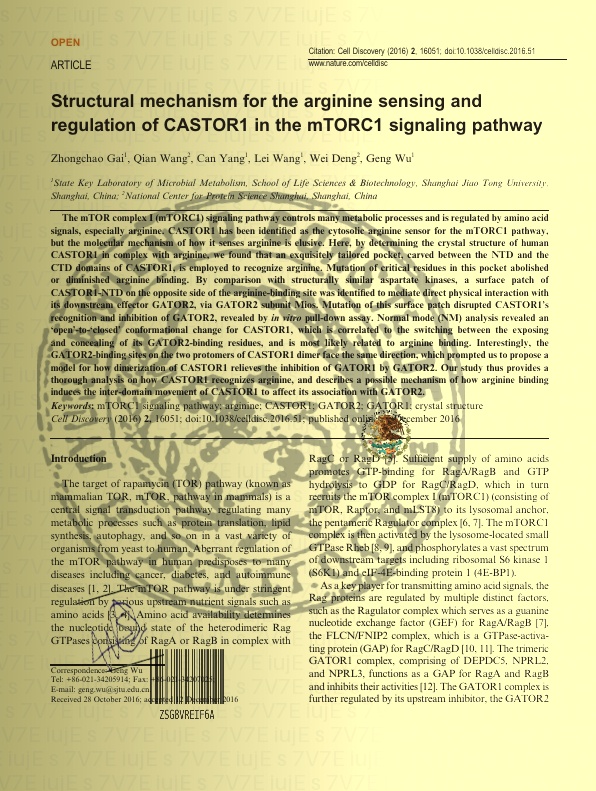 OPEN
ARTICLE
Citation: Cell Discovery (2016) 2, 16051; doi:10.1038/celldisc.2016.51
www.nature.com/celldisc
Structural mechanism for the arginine sensing and
regulation of CASTOR1 in the mTORC1 signaling pathway
Zhongchao Gai1, Qian Wang2, Can Yang1, Lei Wang1, Wei Deng2, Geng Wu1
1State Key Laboratory of Microbial Metabolism, School of Life Sciences & Biotechnology, Shanghai Jiao Tong University,
Shanghai, China; 2National Center for Protein Science Shanghai, Shanghai, China
The mTOR complex I (mTORC1) signaling pathway controls many metabolic processes and is regulated by amino acid
signals, especially arginine. CASTOR1 has been identified as the cytosolic arginine sensor for the mTORC1 pathway,
but the molecular mechanism of how it senses arginine is elusive. Here, by determining the crystal structure of human
CASTOR1 in complex with arginine, we found that an exquisitely tailored pocket, carved between the NTD and the
CTD domains of CASTOR1, is employed to recognize arginine. Mutation of critical residues in this pocket abolished
or diminished arginine binding. By comparison with structurally similar aspartate kinases, a surface patch of
CASTOR1-NTD on the opposite side of the arginine-binding site was identified to mediate direct physical interaction with
its downstream effector GATOR2, via GATOR2 subunit Mios. Mutation of this surface patch disrupted CASTOR1's
recognition and inhibition of GATOR2, revealed by in vitro pull-down assay. Normal mode (NM) analysis revealed an
'open'-to-'closed' conformational change for CASTOR1, which is correlated to the switching between the exposing
and concealing of its GATOR2-binding residues, and is most likely related to arginine binding. Interestingly, the
GATOR2-binding sites on the two protomers of CASTOR1 dimer face the same direction, which prompted us to propose a
model for how dimerization of CASTOR1 relieves the inhibition of GATOR1 by GATOR2. Our study thus provides a
thorough analysis on how CASTOR1 recognizes arginine, and describes a possible mechanism of how arginine binding
induces the inter-domain movement of CASTOR1 to affect its association with GATOR2.
Keywords: mTORC1 signaling pathway; arginine; CASTOR1; GATOR2; GATOR1; crystal structure
Cell Discovery (2016) 2, 16051; doi:10.1038/celldisc.2016.51; published December 2016
Introduction
The target of rapamycin (TOR) pathway (known as
mammalian TOR, mTOR, pathway in mammals) is a
central signal transduction pathway regulating many
metabolic processes such as protein translation, lipid
synthesis, autophagy, and so on in a vast variety of
organisms from yeast to human. Aberrant regulation of
the mTOR pathway in human predisposes to many
diseases including cancer, diabetes, and autoimmune
diseases [1, 2]. The mTOR pathway is under stringent
regulation by various upstream nutrient signals such as
amino acids [3, 4]. Amino acid availability determines
the nucleotide bound state of the heterodimeric Rag
GTPases consisting of RagA or RagB in complex with
Correspondence: Geng Wu
Tel: +86-021-34205914; Fax:
E-mail: geng.wu@sjtu.edu.cn
Received 28 October 2016; accepted 12 December 2016
ZSGBVREIF6A
RagC or RagD [5]. Sufficient supply of amino acids
promotes GTP-binding for RagA/RagB and GTP
hydrolysis to GDP for RagC/RagD, which in turn
recruits the mTOR complex I (mTORC1) (consisting of
mTOR, Raptor, and mLST8) to its lysosomal anchor,
the pentameric Ragulator complex [6, 7]. The mTORC1
complex is then activated by the lysosome-located small
GTPase Rheb [8, 9], and phosphorylates a vast spectrum
of downstream targets including ribosomal S6 kinase 1
(S6K1) and eIF-4E-binding protein 1 (4E-BP1).
As a key player for transmitting amino acid signals, the
Rag proteins are regulated by multiple distinct factors,
such as the Ragulator complex which serves as a guanine
nucleotide exchange factor (GEF) for RagA/RagB [7],
the FLCN/FNIP2 complex, which is a GTPase-activa-
ting protein (GAP) for RagC/RagD [10, 11]. The trimeric
GATOR1 complex, comprising of DEPDC5, NPRL2,
and NPRL3, functions as a GAP for RagA and RagB
and inhibits their activities [12]. The GATOR1 complex is
further regulated by its upstream inhibitor, the GATOR2